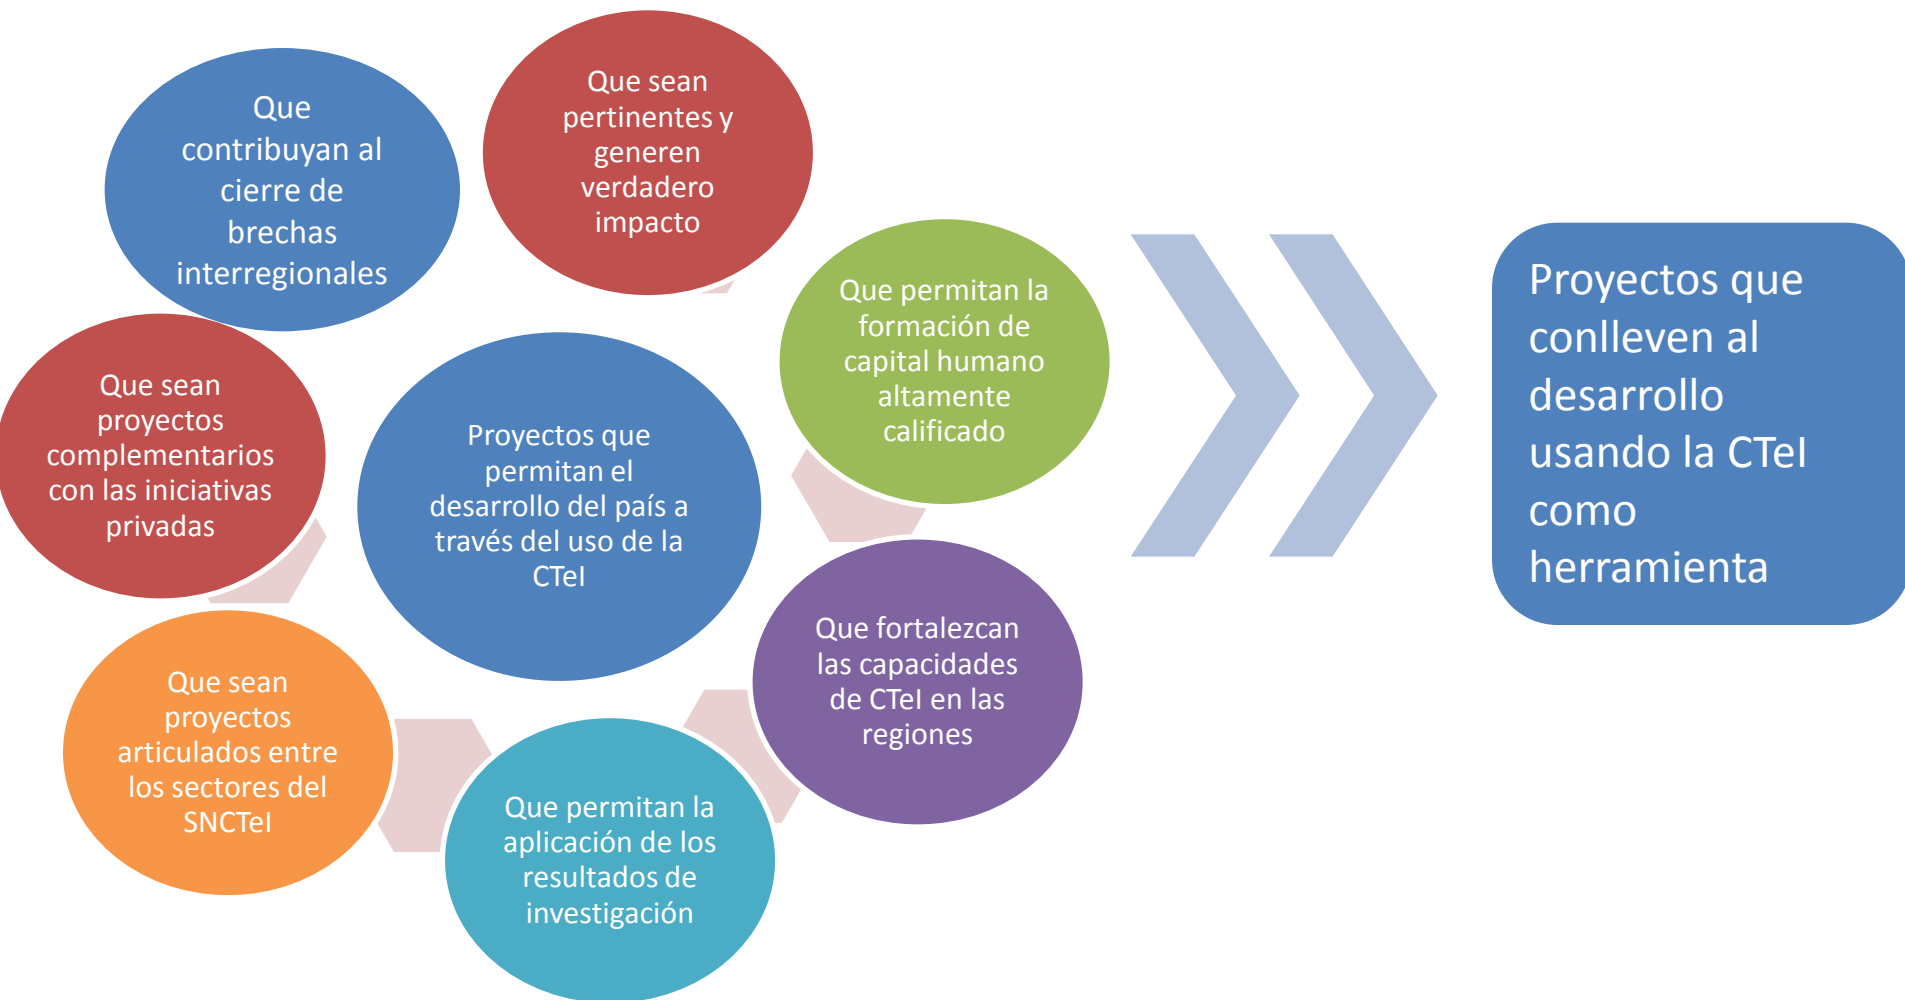 Que
contribuyan al
cierre de
brechas
interregionales
Que sean
pertinentes y
generen
verdadero
impacto
Que permitan la
formación de
capital humano
altamente
calificado
Que fortalezcan
las capacidades
de CTeI en las
regiones
Que permitan la
aplicación de los
resultados de
investigación
Que sean
proyectos
articulados entre
los sectores del
SNCTeI
Que sean
proyectos
complementarios
con las iniciativas
privadas
Proyectos que
permitan el
desarrollo del país a
través del uso de la
CTeI
Proyectos que
conlleven al
desarrollo
usando la CTeI
como
herramienta